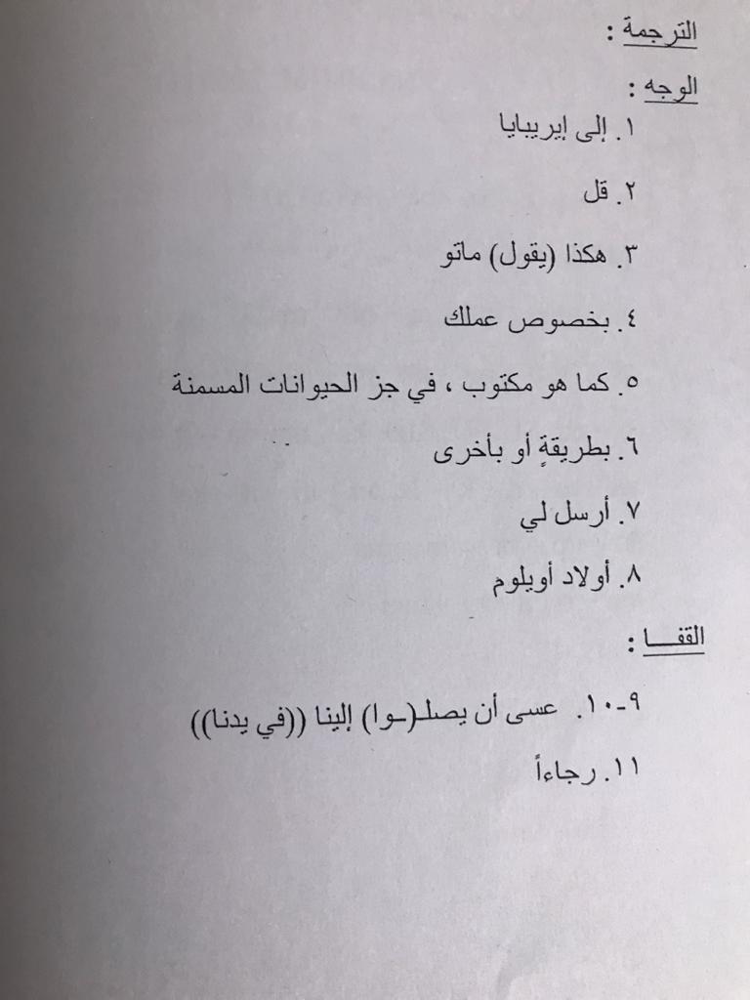 الترجمة :
الوجه :
١. إلى إيريبايا
٢. قل
٣. هكذا (يقول) ماتو
٤. بخصوص عملك
٥. كما هو مكتوب ، في جز الحيوانات المسمنة
٦. بطريقةٍ أو بأخرى
٧. أرسل لي
٨. أولاد أويلوم
القفـــا :
٩-١٠. عسى أن يصلـ(ـوا) إلينا ((في يدنا))
١١. رجاءاً